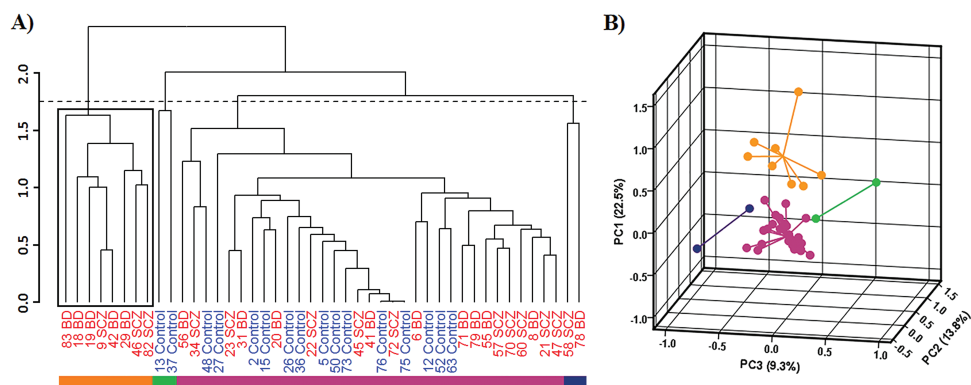 A)
2.0
1.5
1.0
0.5
0.0
83 BD
18 BD
19 BD
9 SCZ
42 BD
29 BD
46 SCZ
82 SCZ
13 Control
37 Control
56 BD
34 SCZ
48 Control
27 Control
23 SCZ
31 BD
2 Control
15 Control
20 BD
26 Control
36 Control
22 SCZ
5 Control
50 Control
73 Control
45 SCZ
41 BD
76 Control
72 SCZ
75 Control
6 BD
12 Control
52 Control
63 Control
71 BD
79 BD
55 BD
57 SCZ
70 SCZ
60 SCZ
8 SCZ
21 SCZ
47 SCZ
58 SCZ
78 BD
B)
PC1 (22.5%)
1.5
1.0
0.5
0.0
-0.5
-1.0
-1.0
-0.5
0.0
0.5
1.0
PC3 (9.3%)
1.5
1.0
0.5
0.0
-0.5
PC2 (13.8%)